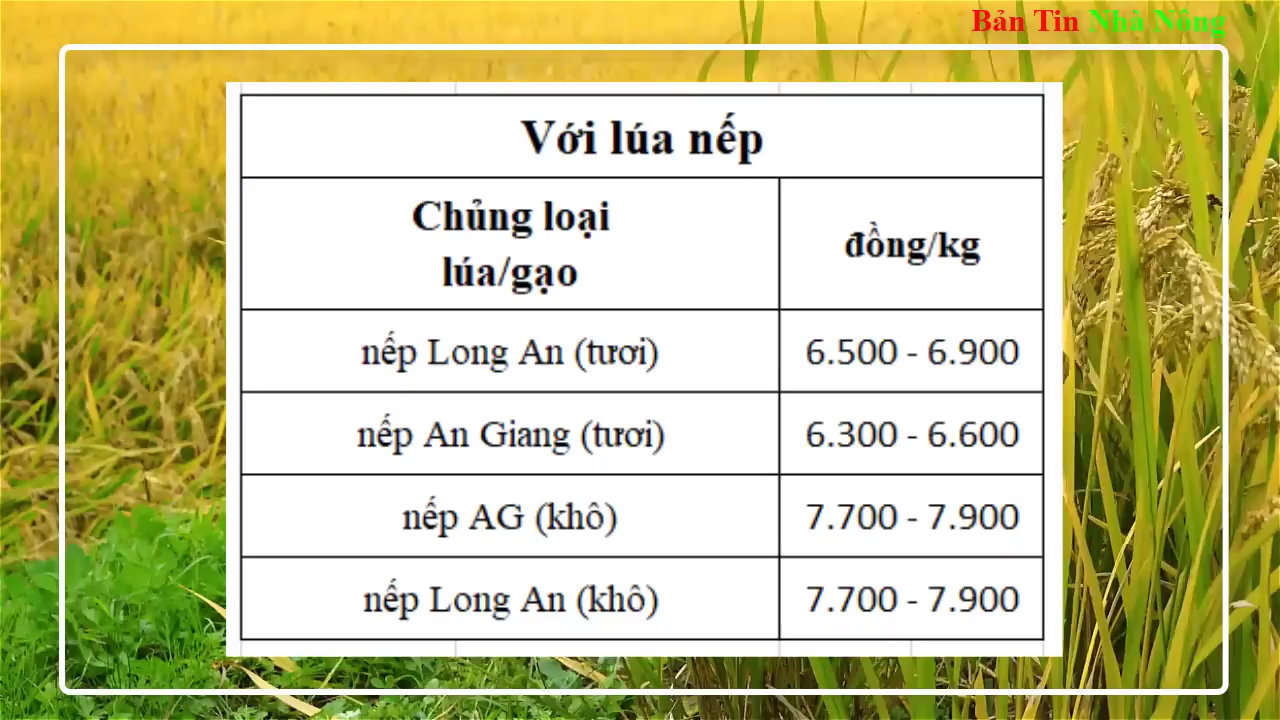 Bản Tin Nhà Nông
Với lúa nếp
Chủng loại
lúa/gạo
đồng/kg
nếp Long An (tươi)
6.500 - 6.900
nếp An Giang (tươi)
6.300 - 6.600
nếp AG (khô)
7.700 - 7.900
nếp Long An (khô)
7.700 - 7.900